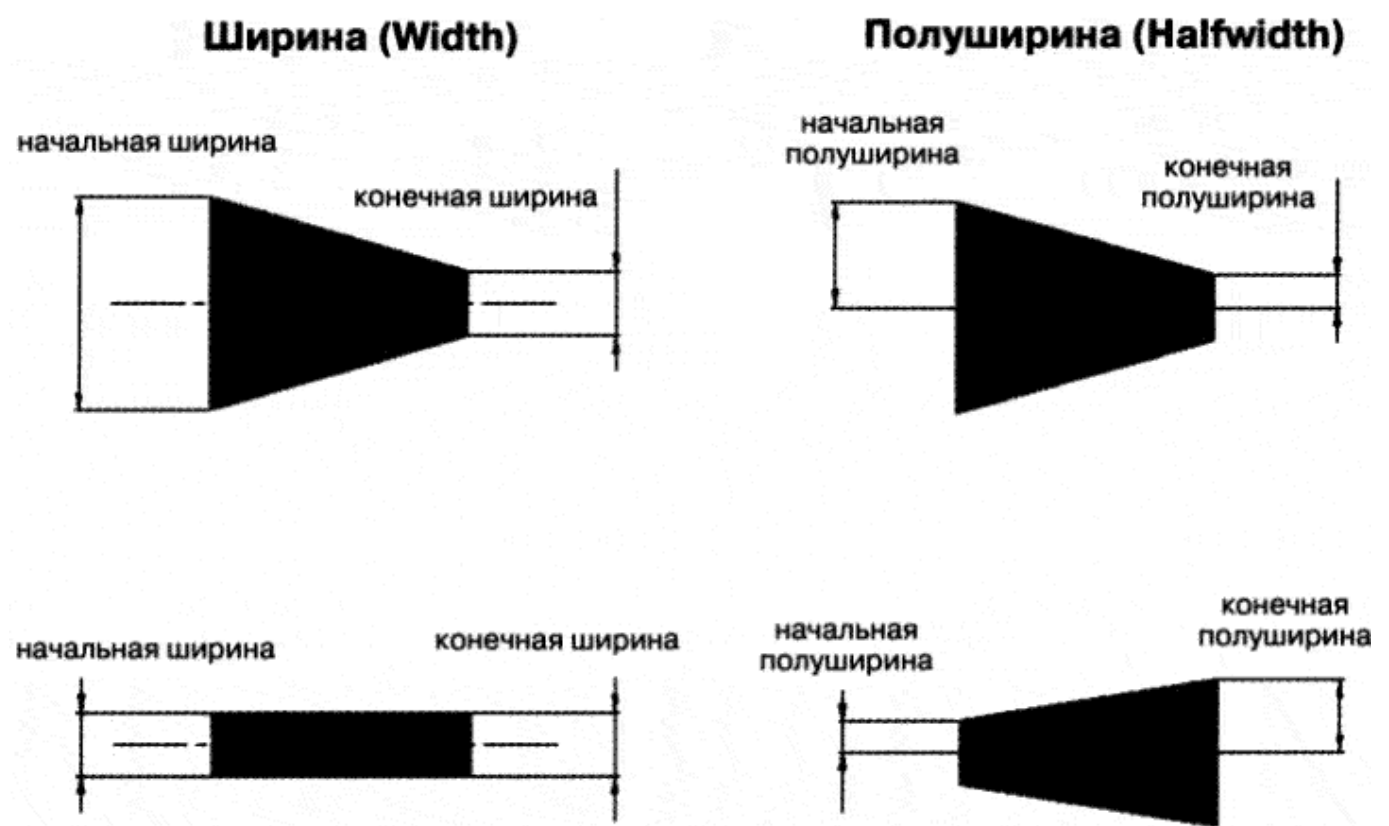 Ширина (Width)
Полуширина (Halfwidth)
начальная ширина
конечная ширина
начальная
полуширина
конечная
полуширина
начальная ширина
конечная ширина
начальная
полуширина
конечная
полуширина